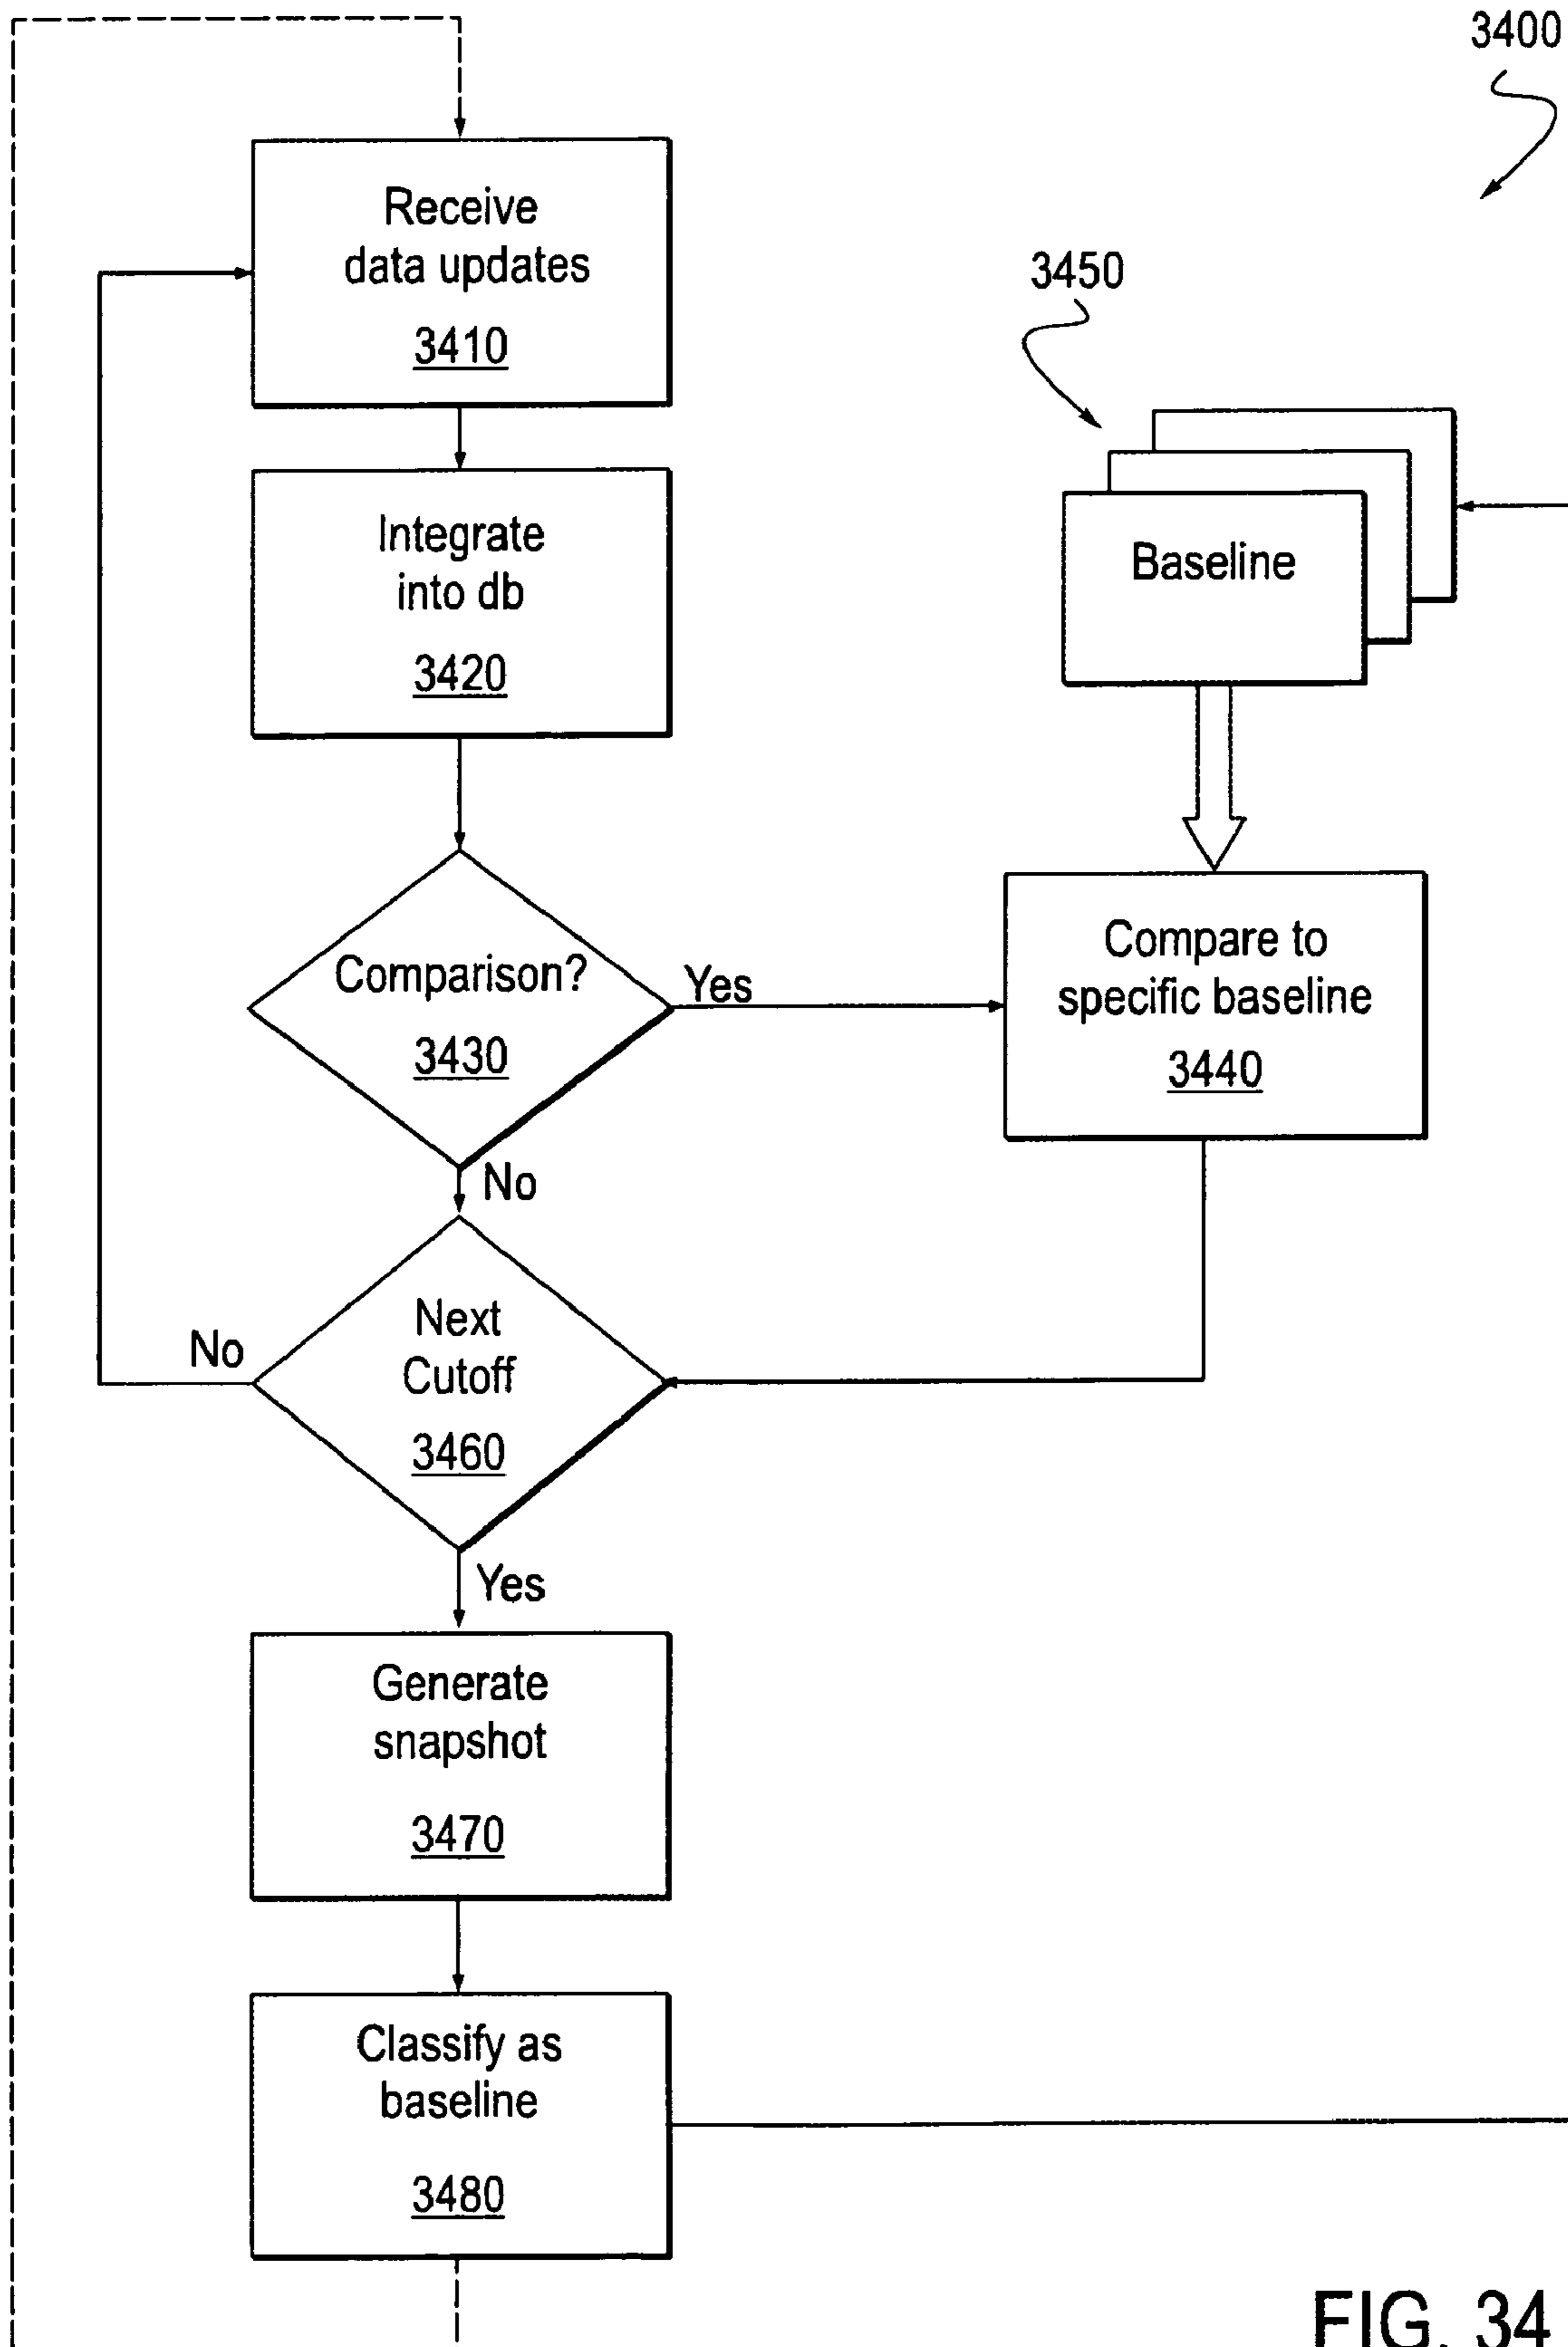 3400
Receive
data updates
3410
3450
Integrate
into db
3420
Baseline
Comparison?
3430
Yes
Compare to
specific baseline
3440
No
Next
Cutoff
3460
No
Yes
Generate
snapshot
3470
Classify as
baseline
3480
FIG. 34